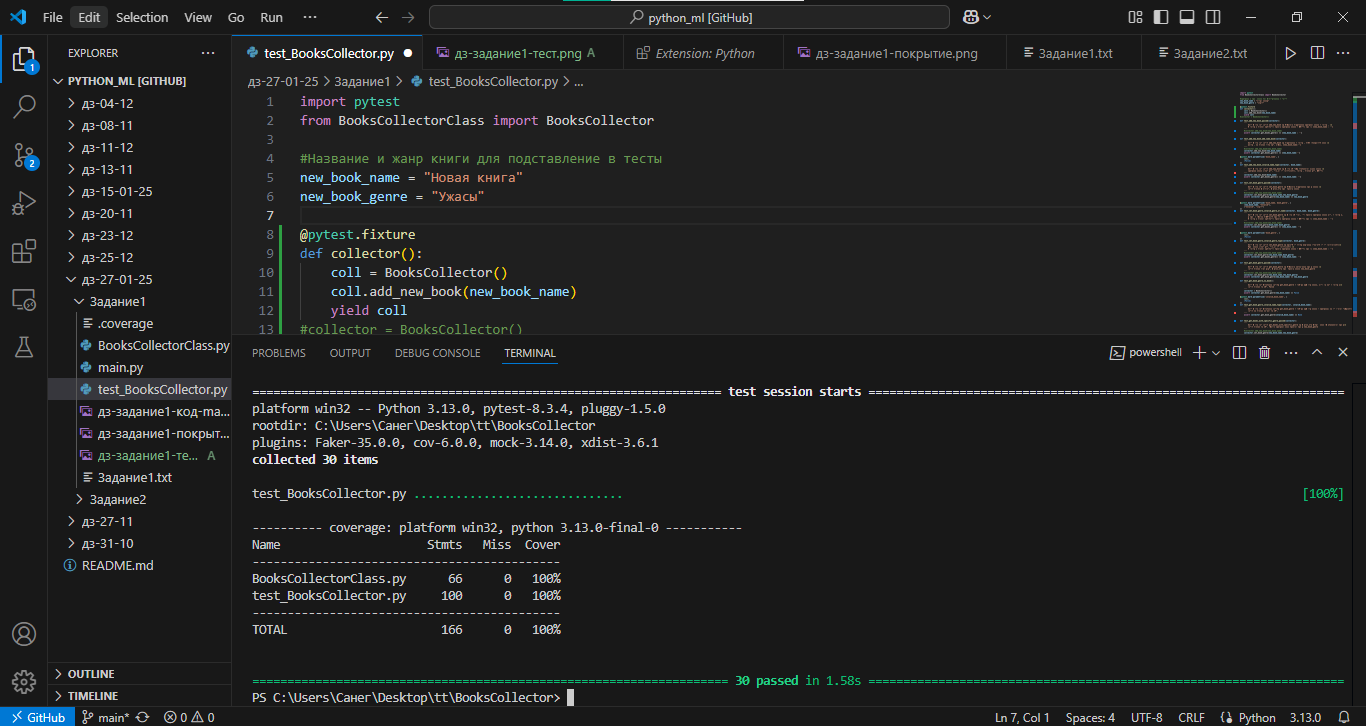 File Edit Selection View Go Run ···
python_ml [GitHub]
EXPLORER ···
PYTHON_ML [GITHUB]
дз-04-12
дз-08-11
дз-11-12
дз-13-11
дз-15-01-25
дз-20-11
дз-23-12
дз-25-12
дз-27-01-25
Задание1
.coverage
BooksCollectorClass.py
main.py
test_BooksCollector.py
дз-задание1-код-ma...
дз-задание1-покрыт...
дз-задание1-те... A
Задание1.txt
Задание2
дз-27-11
дз-31-10
README.md
OUTLINE
TIMELINE
1
2
test_BooksCollector.py
дз-задание1-тест.png A
Extension: Python
дз-задание1-покрытие.png
Задание1.txt
Задание2.txt
···
дз-27-01-25 > Задание1 > test_BooksCollector.py > ...
1 import pytest
2 from BooksCollectorClass import BooksCollector
3
4 #Название и жанр книги для подставление в тесты
5 new_book_name = "Новая книга"
6 new_book_genre = "Ужасы"
7
8 @pytest.fixture
9 def collector():
10 coll = BooksCollector()
11 coll.add_new_book(new_book_name)
12 yield coll
13 #collector = BooksCollector()
PROBLEMS OUTPUT DEBUG CONSOLE TERMINAL
powershell ···
=================================================================== test session starts ====================================================================
platform win32 -- Python 3.13.0, pytest-8.3.4, pluggy-1.5.0
rootdir: C:\Users\Санег\Desktop\tt\BooksCollector
plugins: Faker-35.0.0, cov-6.0.0, mock-3.14.0, xdist-3.6.1
collected 30 items
test_BooksCollector.py .............................. [100%]
---------- coverage: platform win32, python 3.13.0-final-0 -----------
Name Stmts Miss Cover
--------------------------------------------
BooksCollectorClass.py 66 0 100%
test_BooksCollector.py 100 0 100%
--------------------------------------------
TOTAL 166 0 100%
==================================================================== 30 passed in 1.58s ====================================================================
PS C:\Users\Санег\Desktop\tt\BooksCollector>
GitHub main* 0 0 Ln 7, Col 1 Spaces: 4 UTF-8 CRLF Python 3.13.0